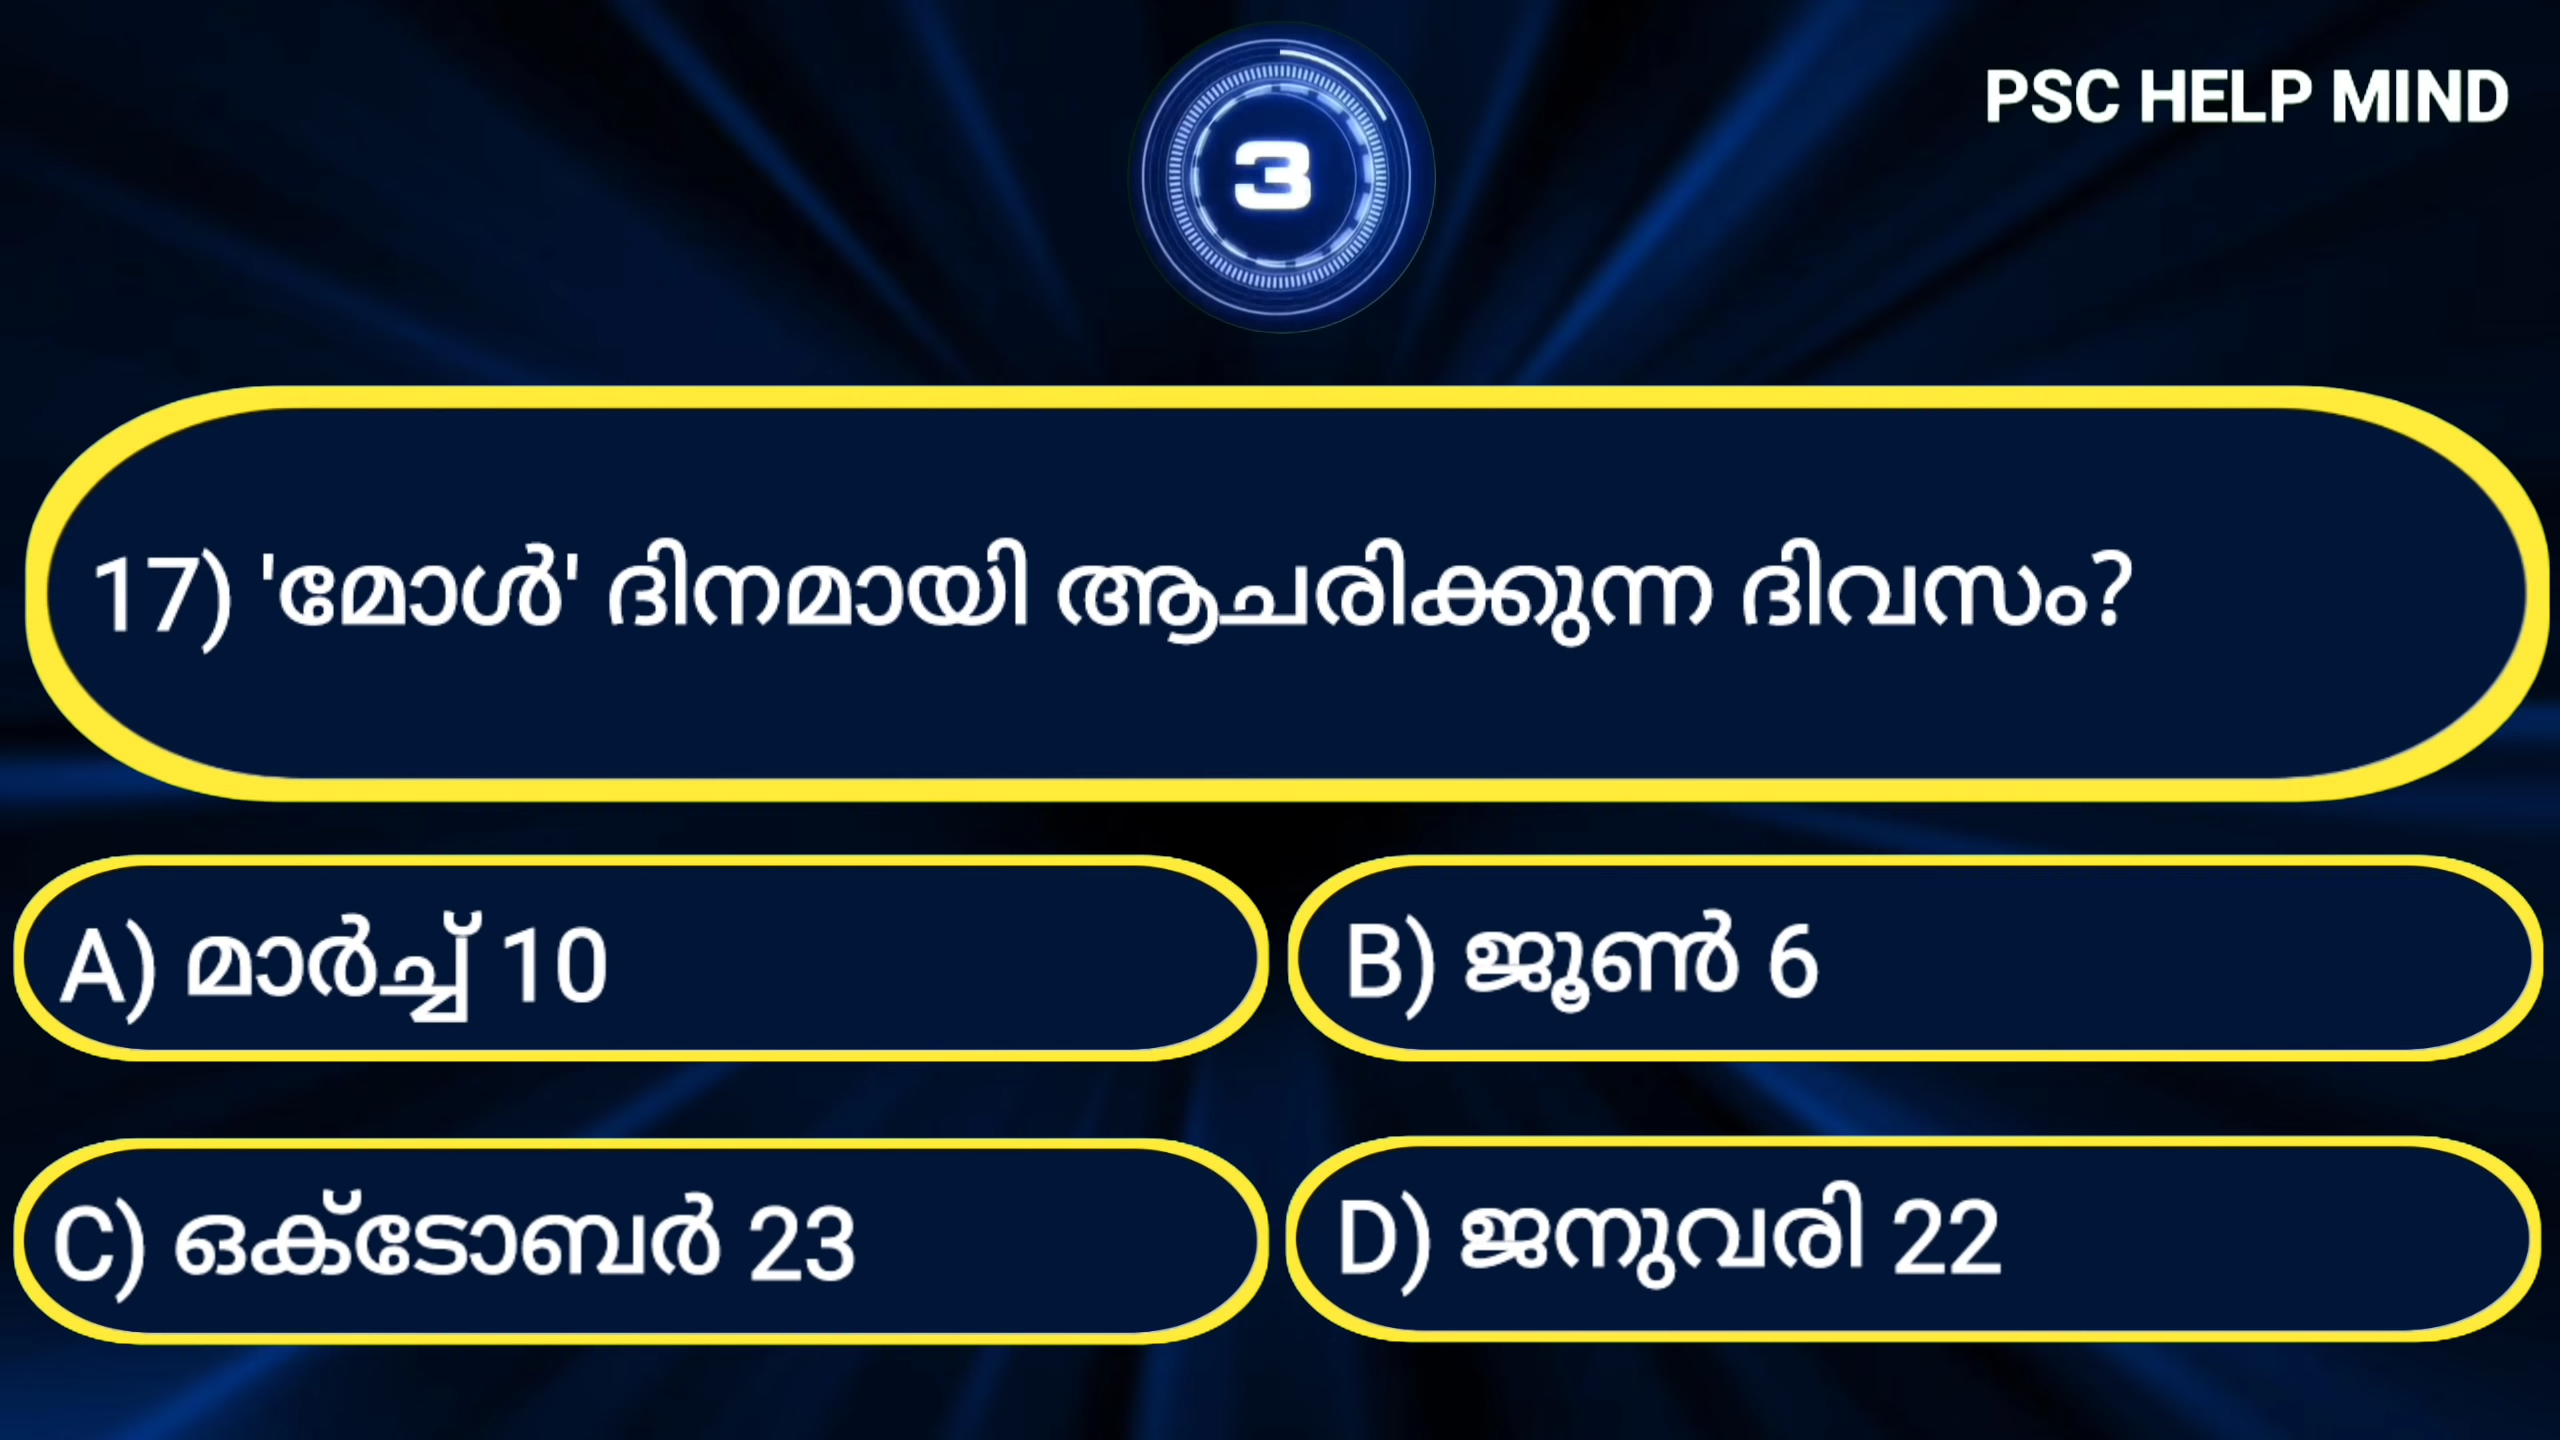 3
PSC HELP MIND
17) 'മോൾ' ദിനമായി ആചരിക്കുന്ന ദിവസം?
A) മാർച്ച് 10
B) ജൂൺ 6
C) ഒക്ടോബർ 23
D) ജനുവരി 22